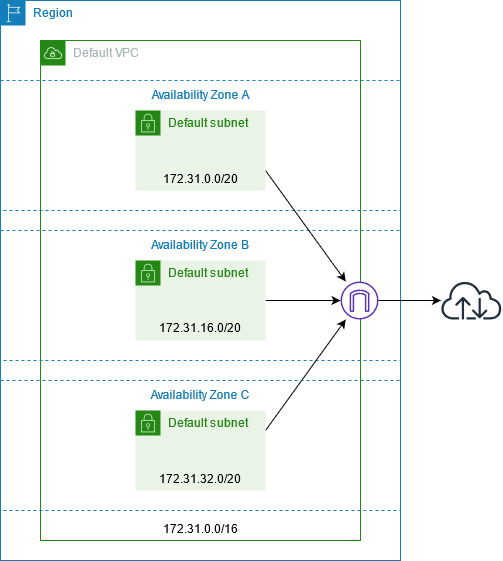 Region
Default VPC
Availability Zone A
Default subnet
172.31.0.0/20
Availability Zone B
Default subnet
172.31.16.0/20
Availability Zone C
Default subnet
172.31.32.0/20
172.31.0.0/16